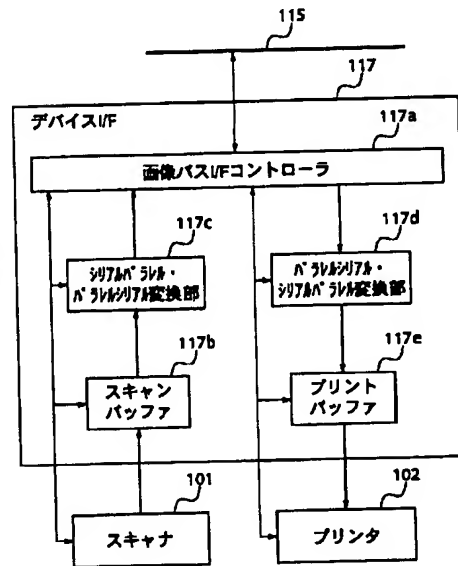 115
117
デバイスI/F
117a
画像バスI/Fコントローラ
117c
117d
シリアルパラレル・
パラレルシリアル変換部
パラレルシリアル・
シリアルパラレル変換部
117b
117e
スキャン
バッファ
プリント
バッファ
101
102
スキャナ
プリンタ